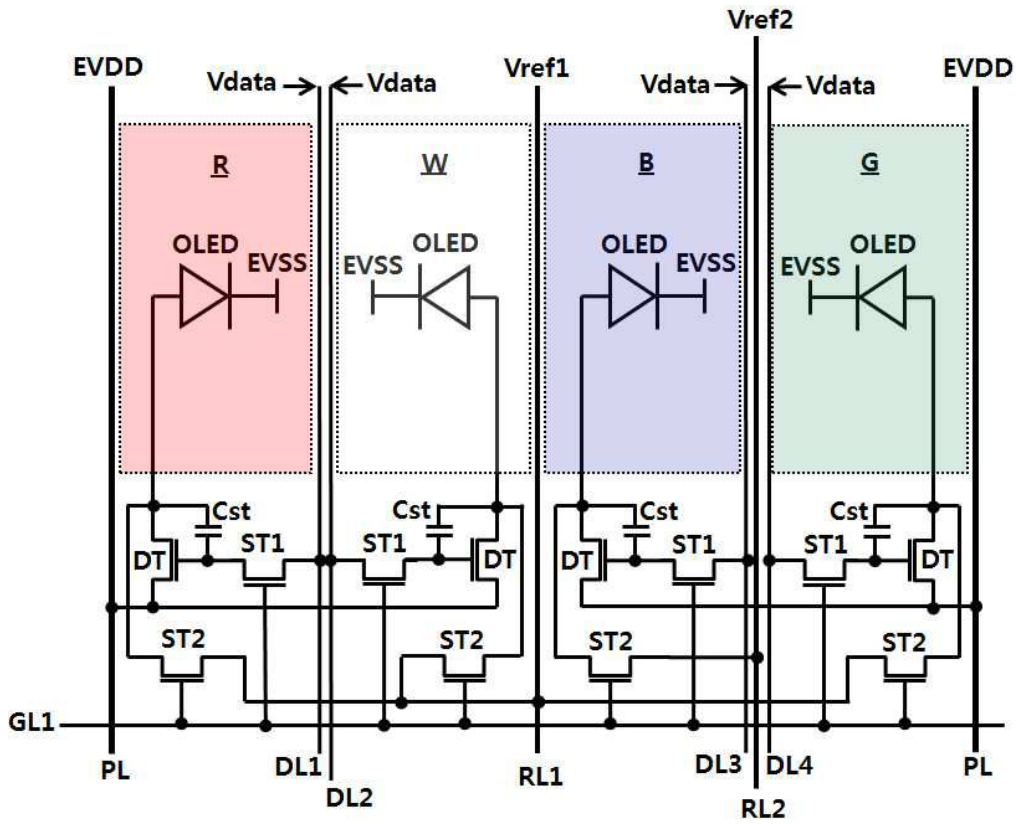 Vref2
EVDD Vdata Vdata Vref1 Vdata Vdata EVDD
R W B G
OLED OLED OLED OLED
EVSS EVSS EVSS EVSS
Cst Cst Cst Cst
DT ST1 ST1 DT DT ST1 ST1 DT
ST2 ST2 ST2 ST2
GL1
PL DL1 DL2 RL1 DL3 DL4 PL
RL2